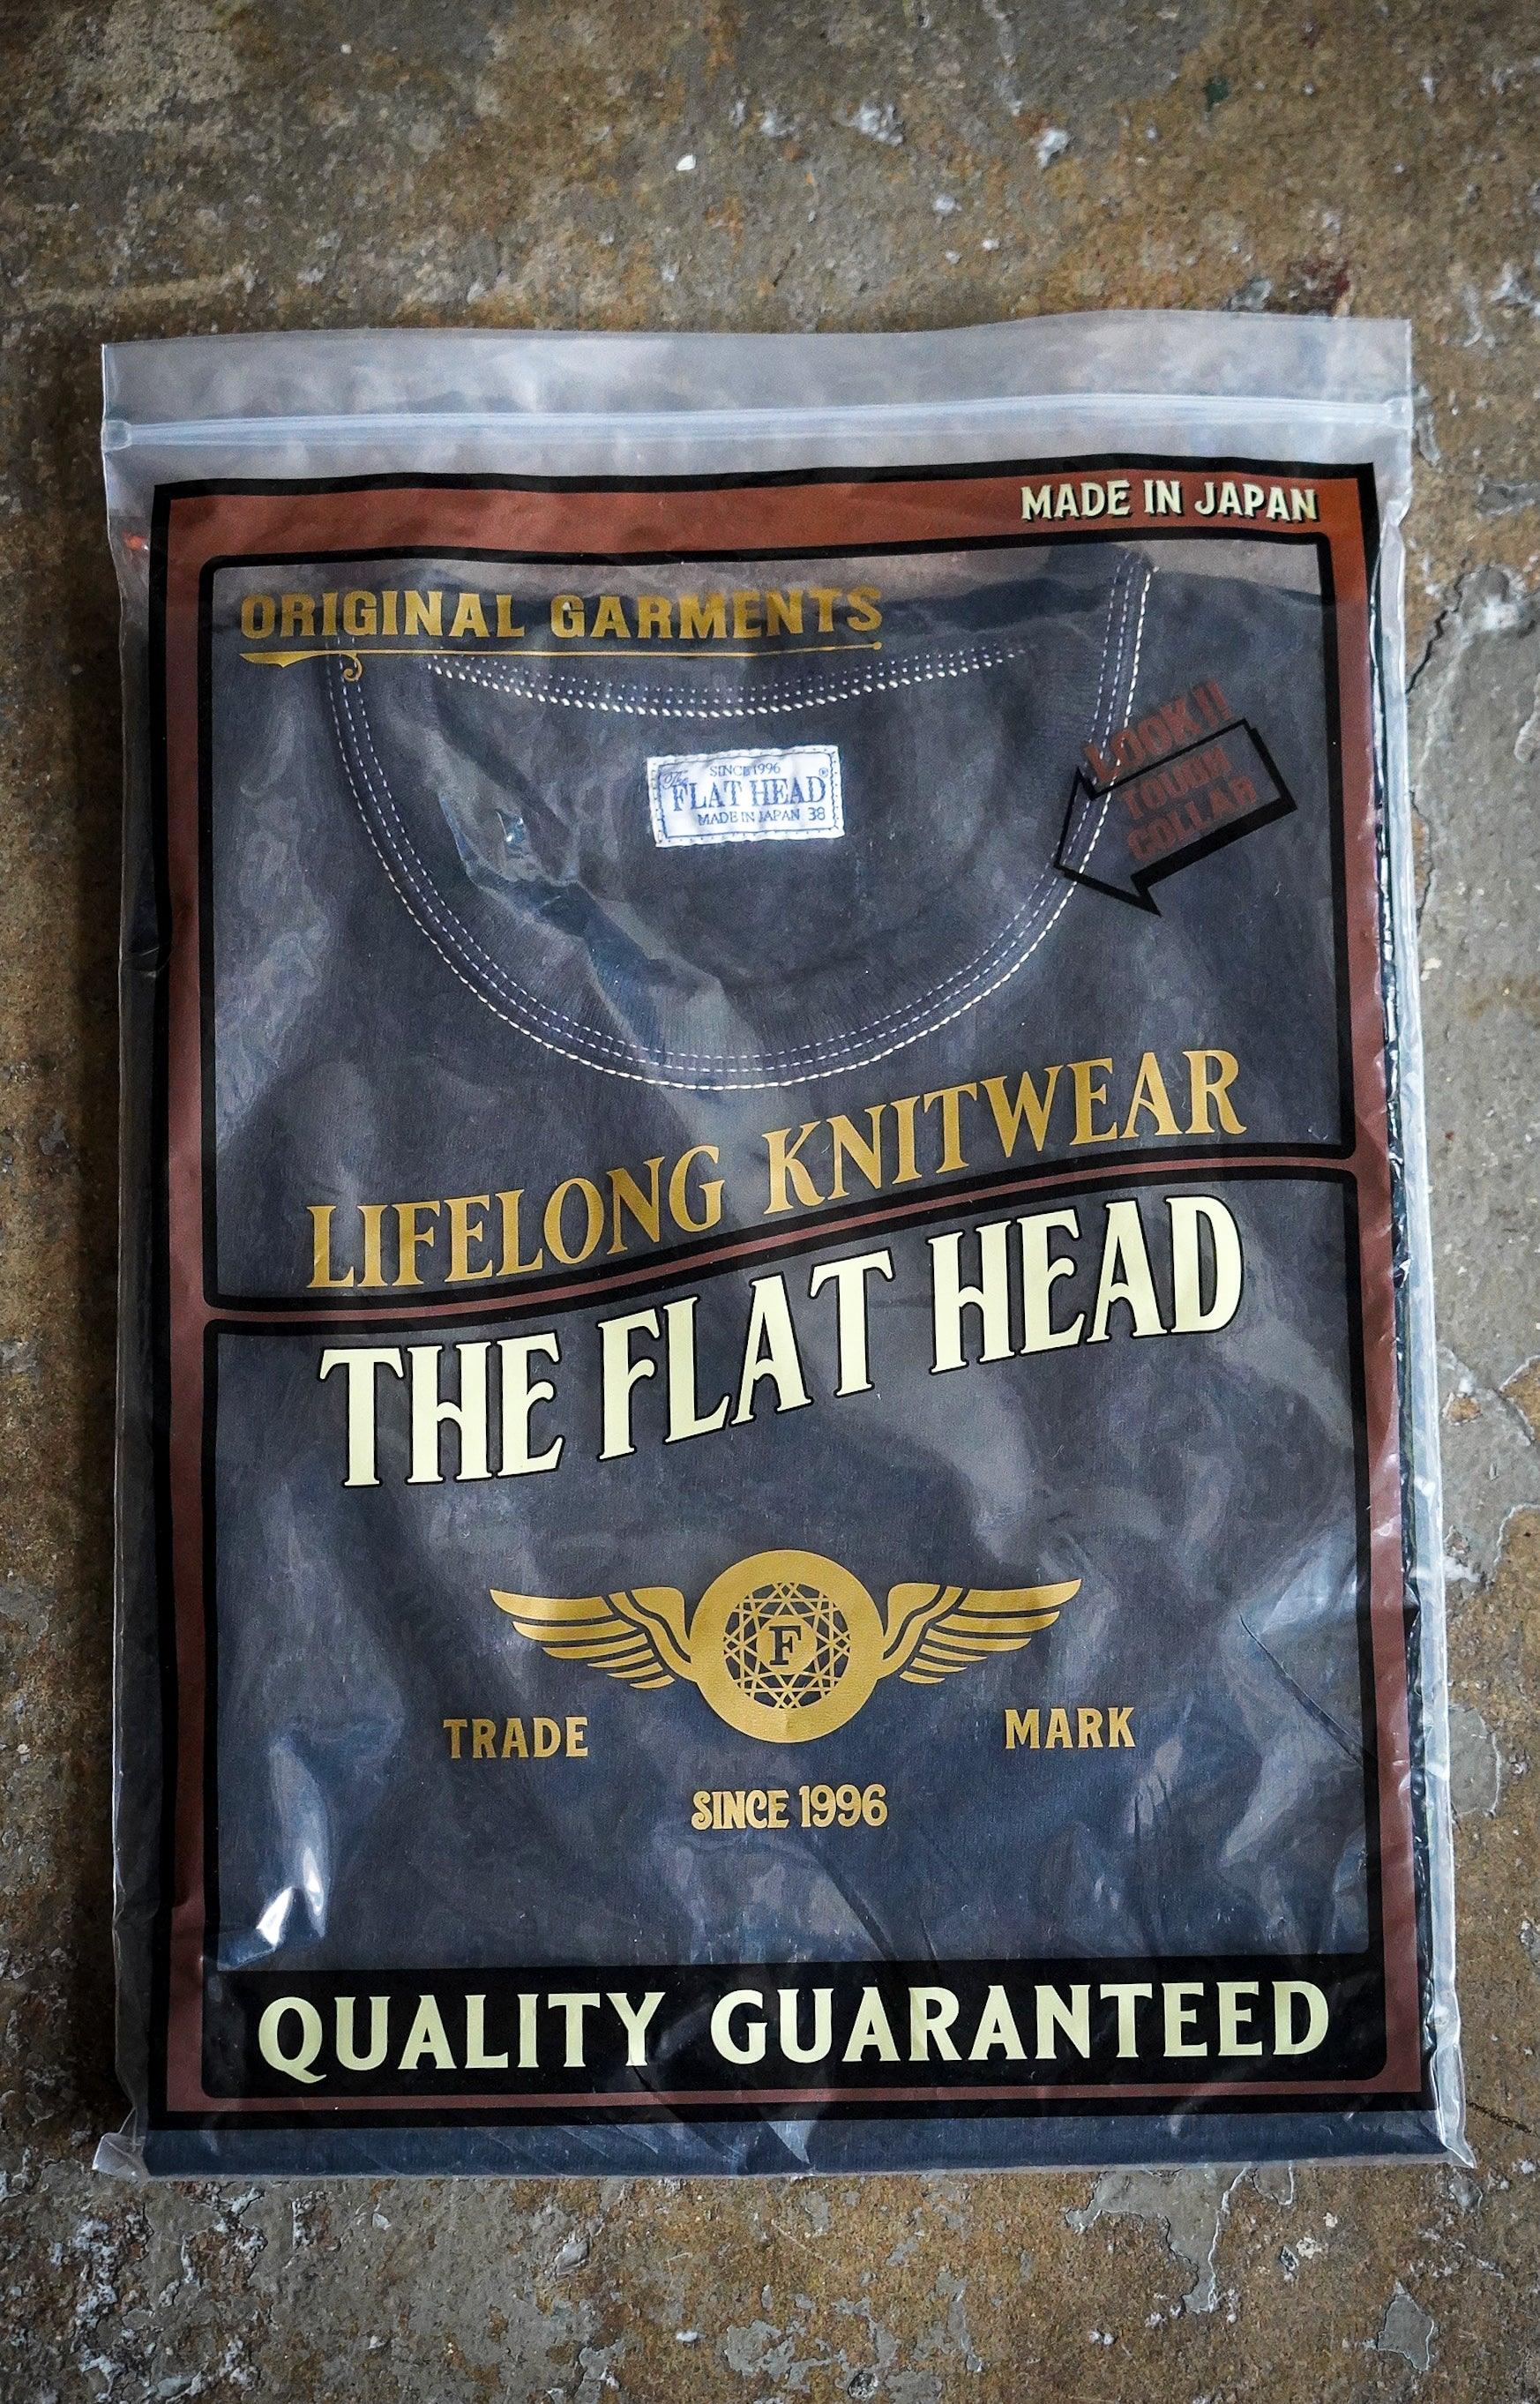 MADE IN JAPAN
ORIGINAL GARMENTS
LOOK!!
TOUGH
COLLAR
SINCE 1996
The
FLAT HEAD®
MADE IN JAPAN 38
LIFELONG KNITWEAR
THE FLAT HEAD
F
TRADE MARK
SINCE 1996
QUALITY GUARANTEED